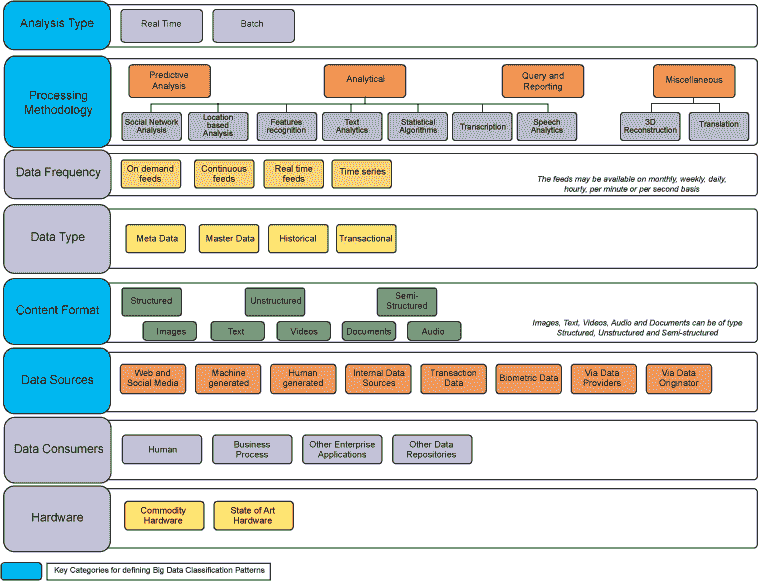 Analysis Type
Real Time
Batch
Processing
Methodology
Predictive
Analysis
Analytical
Query and
Reporting
Miscellaneous
Social Network
Analysis
Location
based
Analysis
Features
recognition
Text
Analytics
Statistical
Algorithms
Transcription
Speech
Analytics
3D
Reconstruction
Translation
Data Frequency
On demand
feeds
Continuous
feeds
Real time
feeds
Time series
The feeds may be available on monthly, weekly, daily,
hourly, per minute or per second basis
Data Type
Meta Data
Master Data
Historical
Transactional
Content Format
Structured
Unstructured
Semi-
Structured
Images
Text
Videos
Documents
Audio
Images, Text, Videos, Audio and Documents can be of type
Structured, Unstructured and Semi-structured
Data Sources
Web and
Social Media
Machine
generated
Human
generated
Internal Data
Sources
Transaction
Data
Biometric Data
Via Data
Providers
Via Data
Originator
Data Consumers
Human
Business
Process
Other Enterprise
Applications
Other Data
Repositories
Hardware
Commodity
Hardware
State of Art
Hardware
Key Categories for defining Big Data Classification Patterns